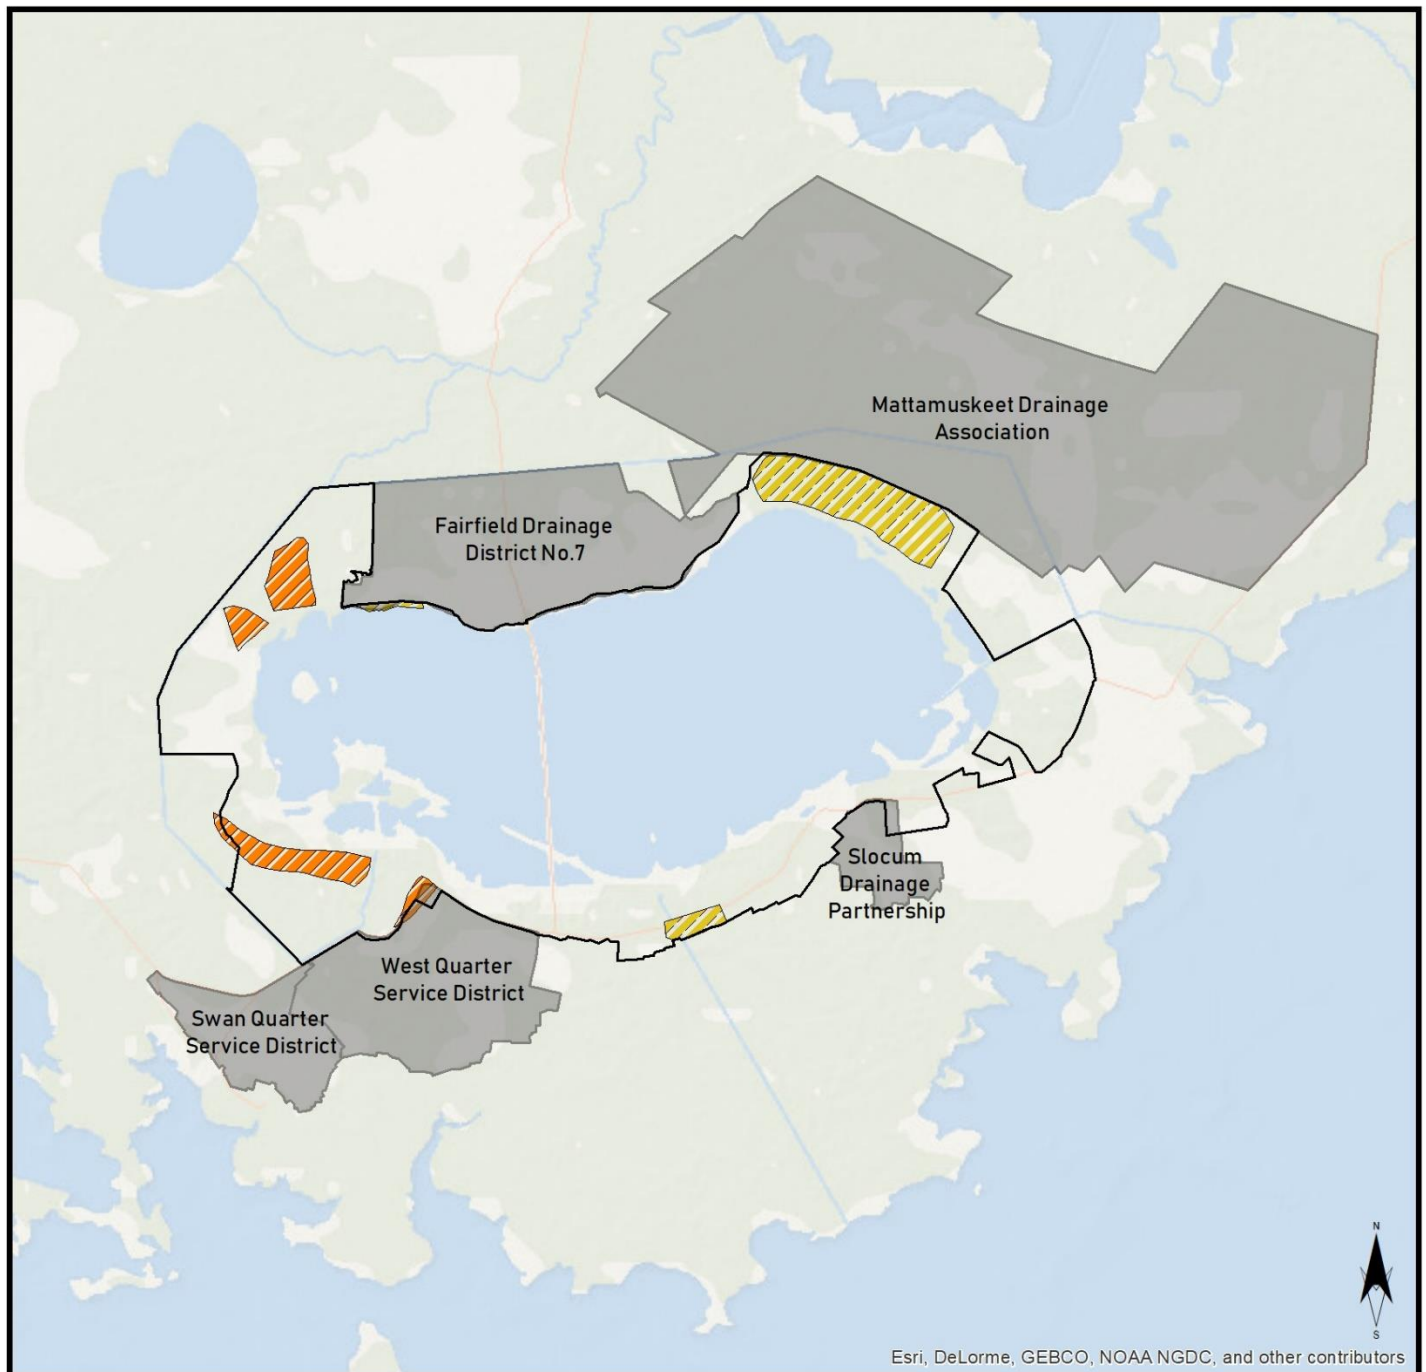 Mattamuskeet Drainage
Association
Fairfield Drainage
District No.7
Slocum
Drainage
Partnership
West Quarter
Service District
Swan Quarter
Service District
N
S
Esri, DeLorme, GEBCO, NOAA NGDC, and other contributors